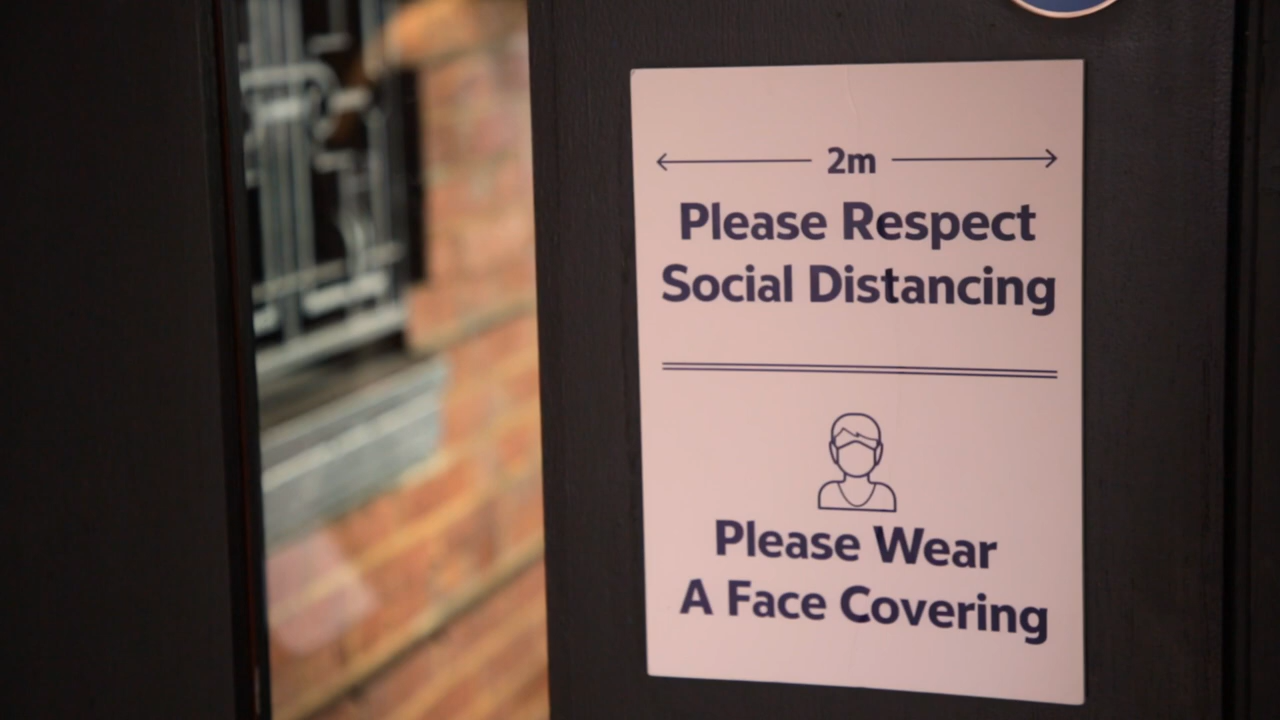 2m
Please Respect
Social Distancing
Please Wear
A Face Covering